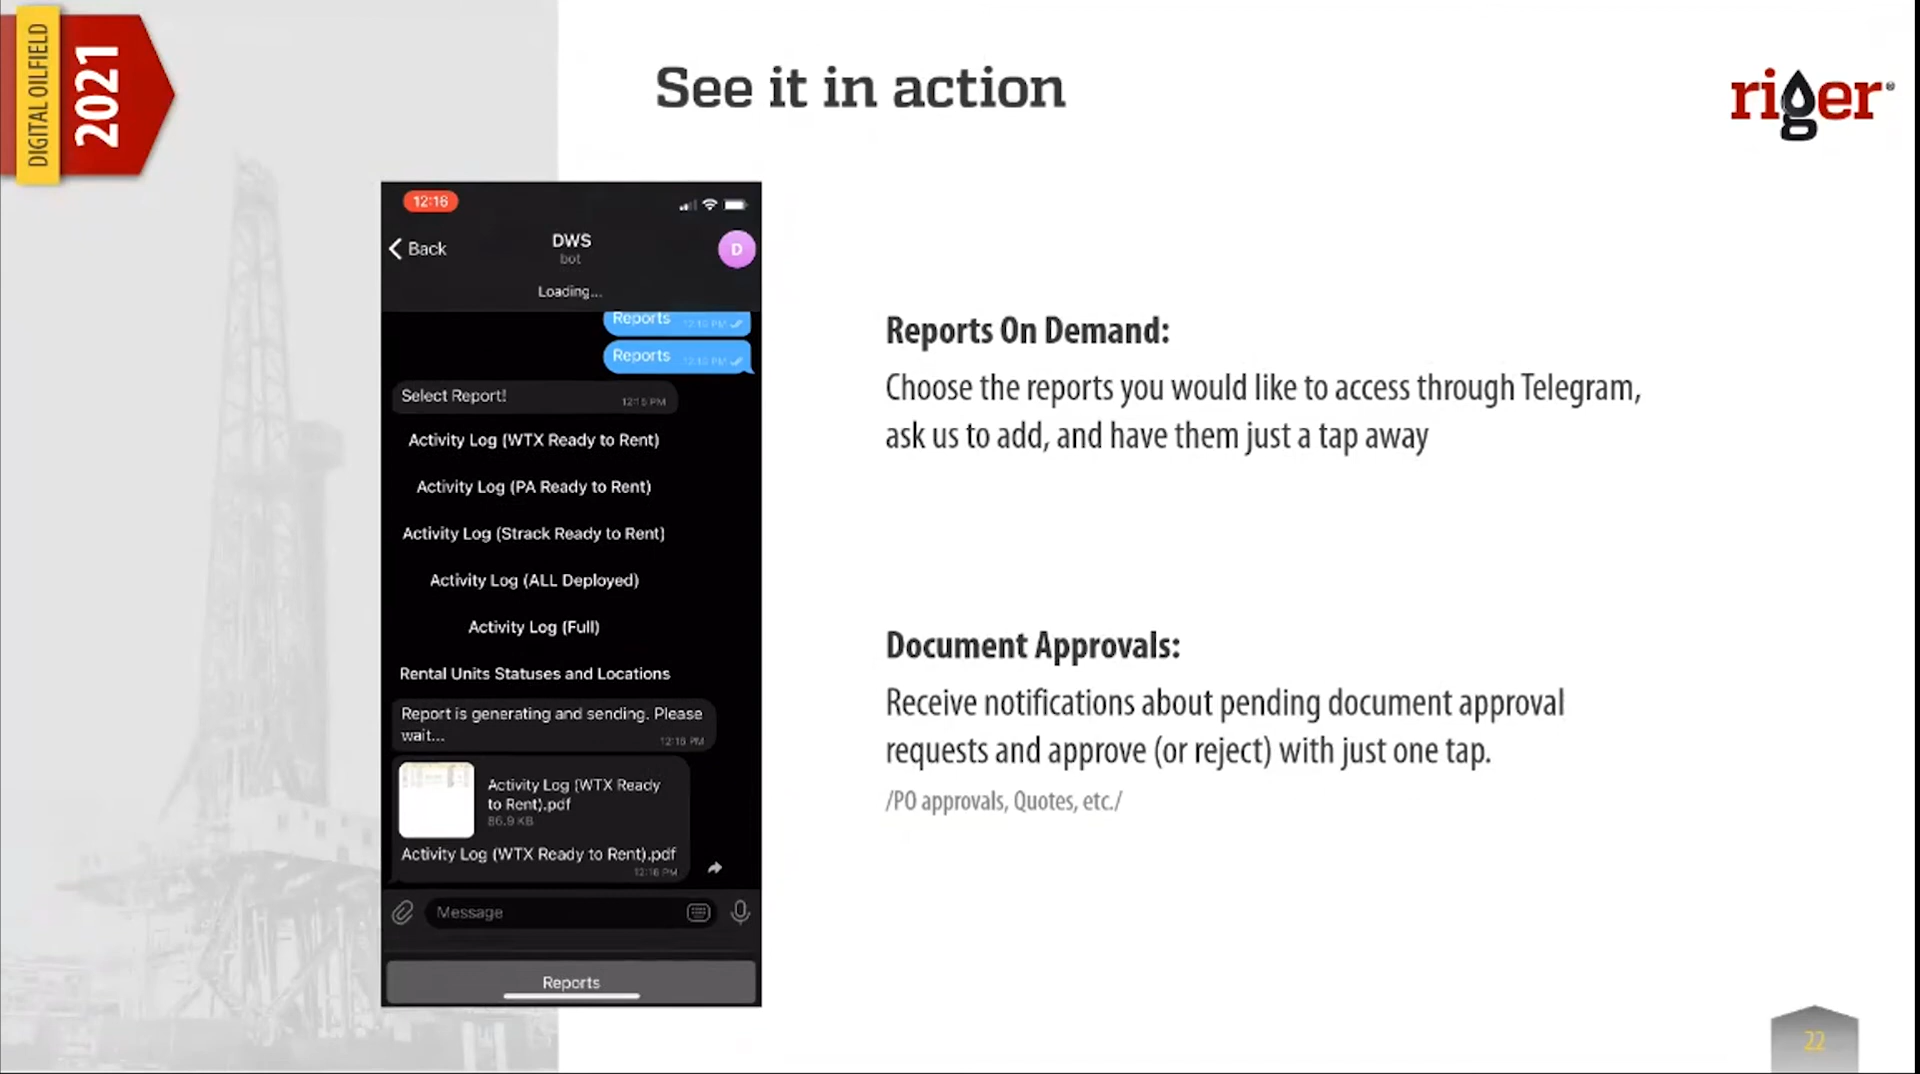 DIGITAL OILFIELD
2021
See it in action
riger®
12:16
Back
DWS
bot
D
Loading...
Reports
Reports
Select Report!
Activity Log (WTX Ready to Rent)
Activity Log (PA Ready to Rent)
Activity Log (Strack Ready to Rent)
Activity Log (ALL Deployed)
Activity Log (Full)
Rental Units Statuses and Locations
Report is generating and sending. Please
wait...
12:16 PM
Activity Log (WTX Ready
to Rent).pdf
86.9 KB
Activity Log (WTX Ready to Rent).pdf
12:16 PM
Message
Reports
Reports On Demand:
Choose the reports you would like to access through Telegram,
ask us to add, and have them just a tap away
Document Approvals:
Receive notifications about pending document approval
requests and approve (or reject) with just one tap.
/PO approvals, Quotes, etc./
22